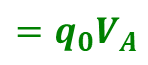 = q₀V_A